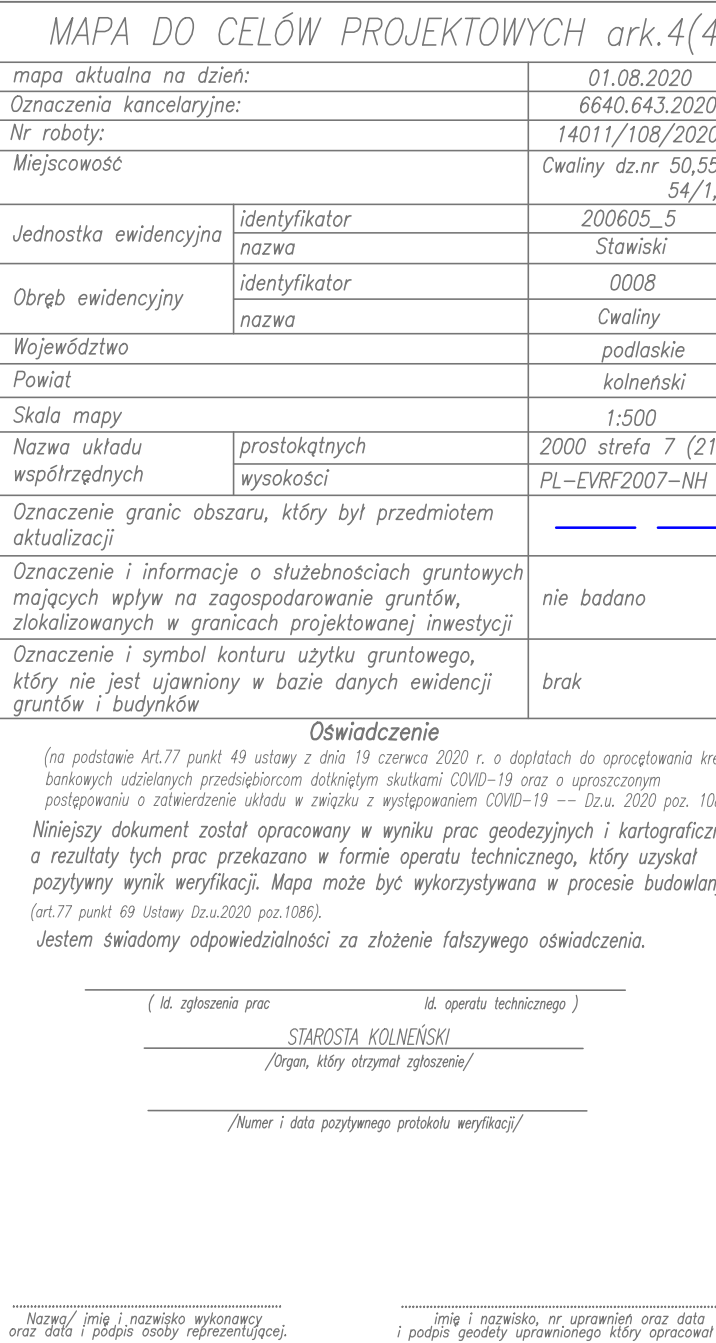 MAPA DO CELÓW PROJEKTOWYCH ark.4(4
mapa aktualna na dzień: 01.08.2020
Oznaczenia kancelaryjne: 6640.643.2020
Nr roboty: 14011/108/2020
Miejscowość Cwaliny dz.nr 50,55
54/1,
Jednostka ewidencyjna
identyfikator 200605_5
nazwa Stawiski
Obręb ewidencyjny
identyfikator 0008
nazwa Cwaliny
Województwo podlaskie
Powiat kolneński
Skala mapy 1:500
Nazwa układu
współrzędnych
prostokątnych 2000 strefa 7 (21
wysokości PL-EVRF2007-NH
Oznaczenie granic obszaru, który był przedmiotem
aktualizacji
Oznaczenie i informacje o służebnościach gruntowych
mających wpływ na zagospodarowanie gruntów, nie badano
zlokalizowanych w granicach projektowanej inwestycji
Oznaczenie i symbol konturu użytku gruntowego,
który nie jest ujawniony w bazie danych ewidencji brak
gruntów i budynków
Oświadczenie
(na podstawie Art.77 punkt 49 ustawy z dnia 19 czerwca 2020 r. o dopłatach do oprocętowania kre
bankowych udzielanych przedsiębiorcom dotkniętym skutkami COVID-19 oraz o uproszczonym
postępowaniu o zatwierdzenie układu w związku z występowaniem COVID-19 -- Dz.u. 2020 poz. 108
Niniejszy dokument został opracowany w wyniku prac geodezyjnych i kartograficzn
a rezultaty tych prac przekazano w formie operatu technicznego, który uzyskał
pozytywny wynik weryfikacji. Mapa może być wykorzystywana w procesie budowlany
(art.77 punkt 69 Ustawy Dz.u.2020 poz.1086).
Jestem świadomy odpowiedzialności za złożenie fałszywego oświadczenia.
( Id. zgłoszenia prac Id. operatu technicznego )
STAROSTA KOLNEŃSKI
/Organ, który otrzymał zgłoszenie/
/Numer i data pozytywnego protokołu weryfikacji/
Nazwa/ imię i nazwisko wykonawcy
oraz data i podpis osoby reprezentującej.
imię i nazwisko, nr uprawnień oraz data
i podpis geodety uprawnionego który opracował